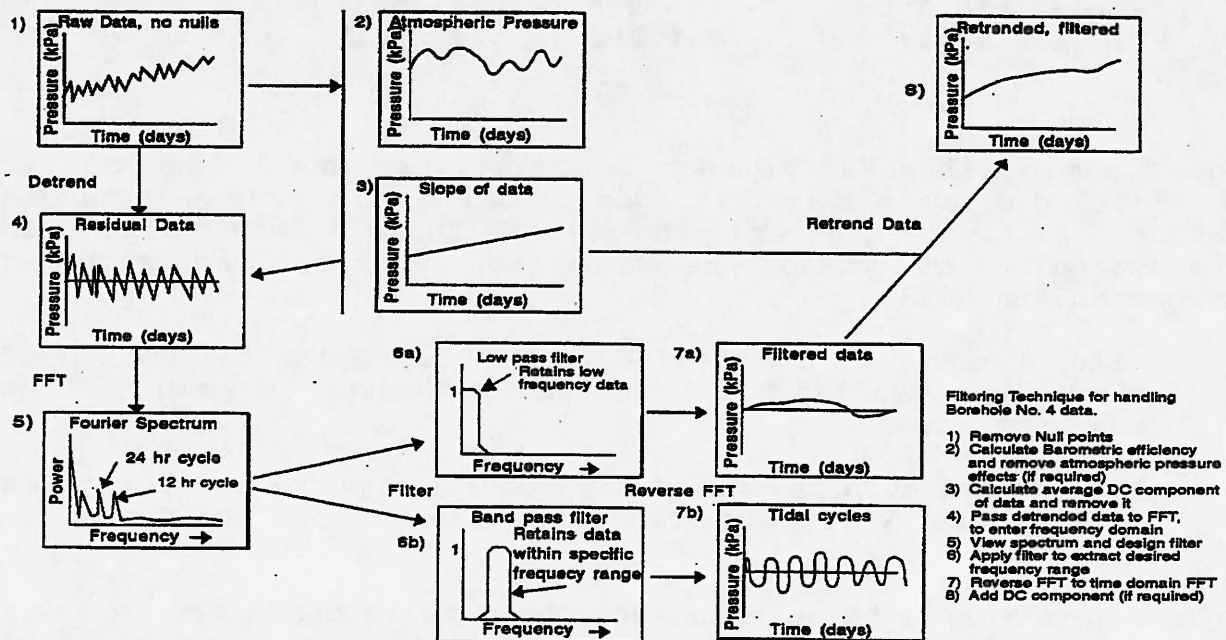 1)
Raw Data, no nulls
Pressure (kPa)
Time (days)
2)
Atmospheric Pressure
Pressure (kPa)
Time (days)
Retrended, filtered
8)
Pressure (kPa)
Time (days)
Detrend
3)
Slope of data
Pressure (kPa)
Time (days)
Retrend Data
4)
Residual Data
Pressure (kPa)
Time (days)
FFT
5)
Fourier Spectrum
24 hr cycle
12 hr cycle
Power
Frequency →
6a)
Low pass filter
Retains low
frequency data
1
Frequency →
7a)
Filtered data
Pressure (kPa)
Time (days)
Filter
Reverse FFT
6b)
Band pass filter
Retains data
within specific
frequecy range
1
Frequency →
7b)
Tidal cycles
Pressure (kPa)
Time (days)
Filtering Technique for handling
Borehole No. 4 data.
1) Remove Null points
2) Calculate Barometric efficiency
and remove atmospheric pressure
effects (if required)
3) Calculate average DC component
of data and remove it
4) Pass detrended data to FFT,
to enter frequency domain
5) View spectrum and design filter
6) Apply filter to extract desired
frequency range
7) Reverse FFT to time domain FFT
8) Add DC component (if required)